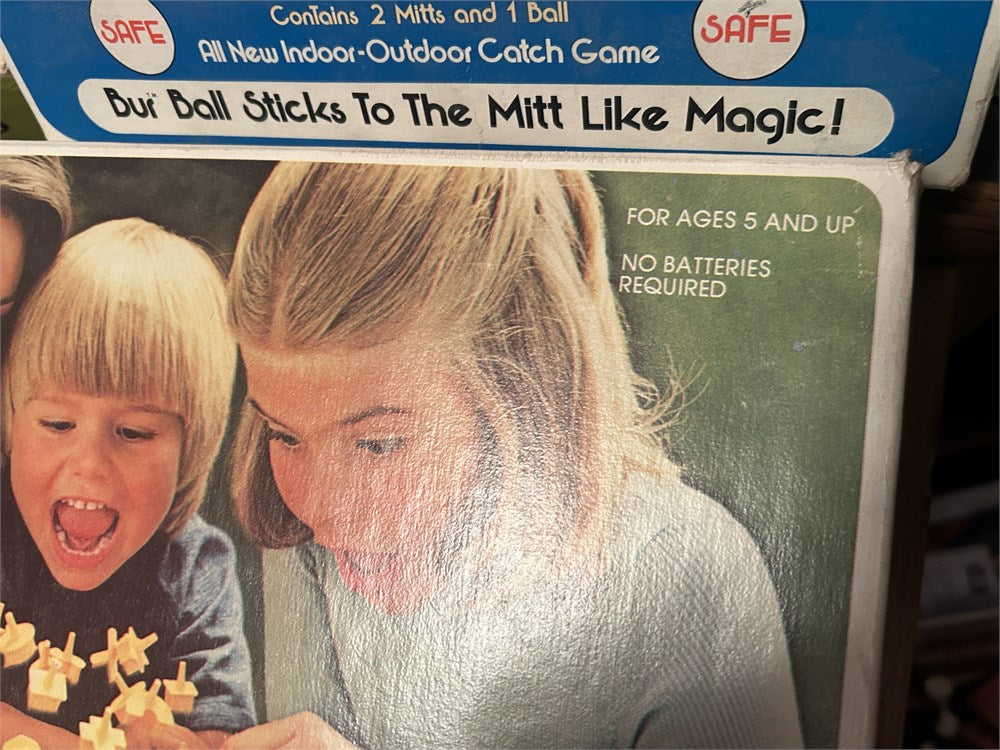 SAFE
Contains 2 Mitts and 1 Ball
SAFE
All New Indoor-Outdoor Catch Game
Bur™ Ball Sticks To The Mitt Like Magic!
FOR AGES 5 AND UP
NO BATTERIES
REQUIRED